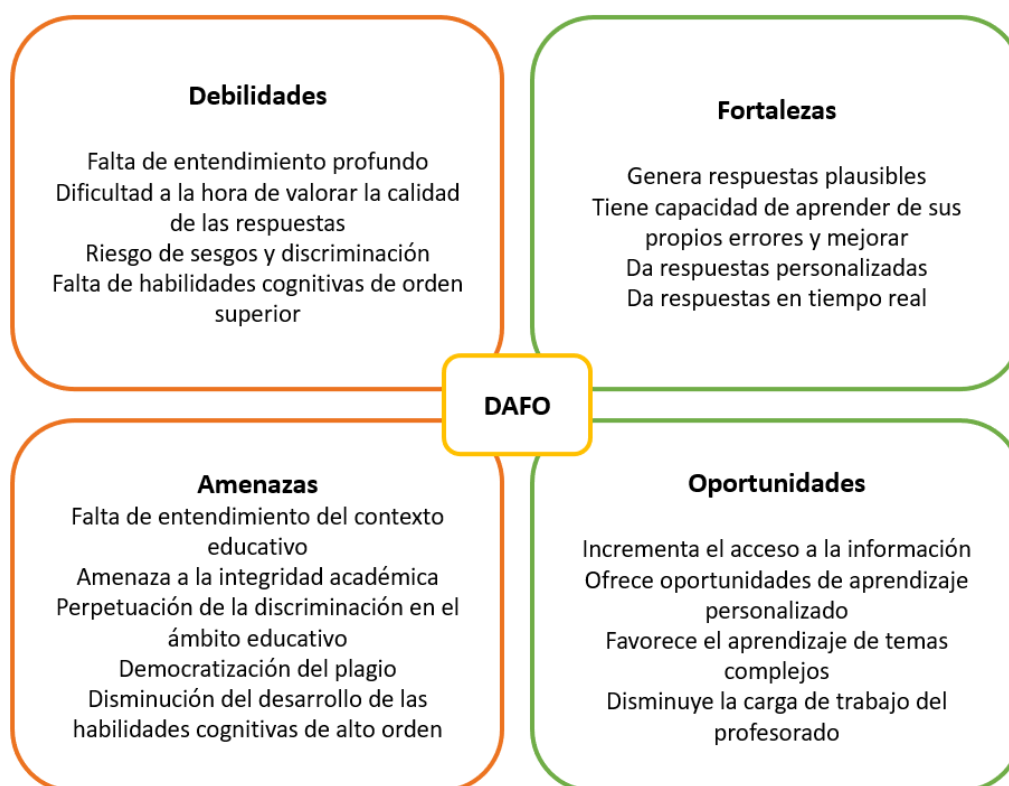 Debilidades
Falta de entendimiento profundo
Dificultad a la hora de valorar la calidad
de las respuestas
Riesgo de sesgos y discriminación
Falta de habilidades cognitivas de orden
superior
Fortalezas
Genera respuestas plausibles
Tiene capacidad de aprender de sus
propios errores y mejorar
Da respuestas personalizadas
Da respuestas en tiempo real
DAFO
Amenazas
Falta de entendimiento del contexto
educativo
Amenaza a la integridad académica
Perpetuación de la discriminación en el
ámbito educativo
Democratización del plagio
Disminución del desarrollo de las
habilidades cognitivas de alto orden
Oportunidades
Incrementa el acceso a la información
Ofrece oportunidades de aprendizaje
personalizado
Favorece el aprendizaje de temas
complejos
Disminuye la carga de trabajo del
profesorado